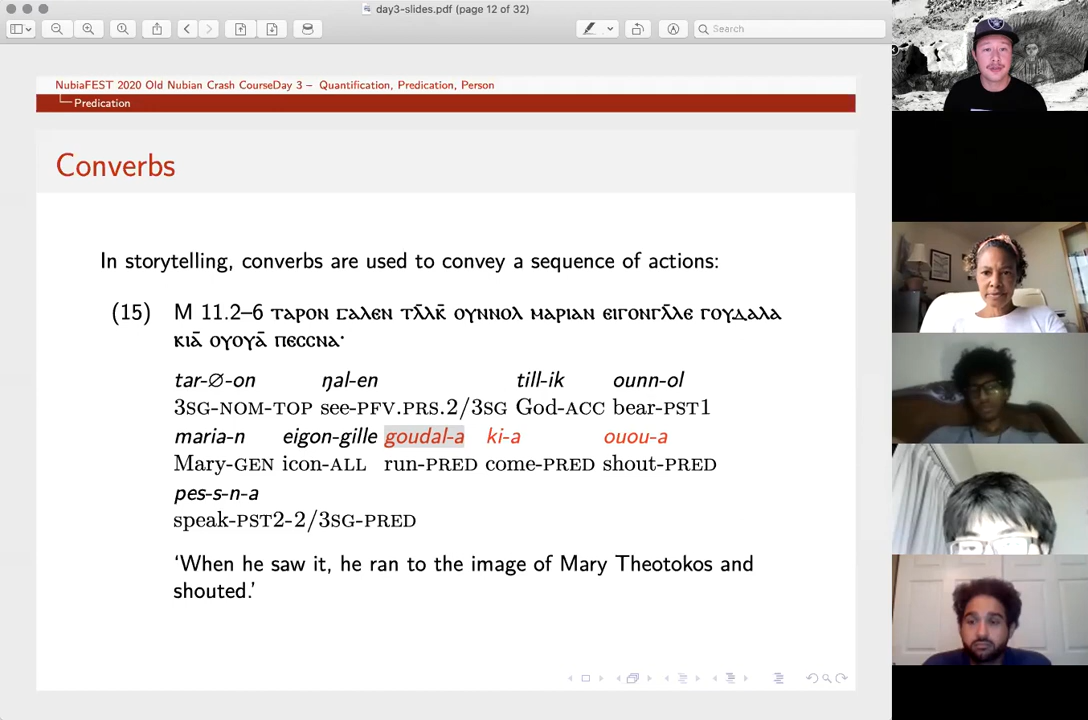 day3-slides.pdf (page 12 of 32)
Search
NubiaFEST 2020 Old Nubian Crash CourseDay 3 – Quantification, Predication, Person
Predication
Converbs
In storytelling, converbs are used to convey a sequence of actions:
(15) M 11.2–6 ⲧⲁⲣⲟⲛ ⳟⲁⲗⲉⲛ ⲧⲗ̄ⲗⲕ̄ ⲟⲩⲛⲛⲟⲗ ⲙⲁⲣⲓⲁⲛ ⲉⲓⲅⲟⲛⲅⲗ̄ⲗⲉ ⲅⲟⲩⲇⲁⲗⲁ
ⲕⲓⲁ̄ ⲟⲩⲟⲩⲁ̄ ⲡⲉⲥⲥⲛⲁ·
tar-∅-on ŋal-en till-ik ounn-ol
3SG-NOM-TOP see-PFV.PRS.2/3SG God-ACC bear-PST1
maria-n eigon-gille goudal-a ki-a ouou-a
Mary-GEN icon-ALL run-PRED come-PRED shout-PRED
pes-s-n-a
speak-PST2-2/3SG-PRED
‘When he saw it, he ran to the image of Mary Theotokos and
shouted.’